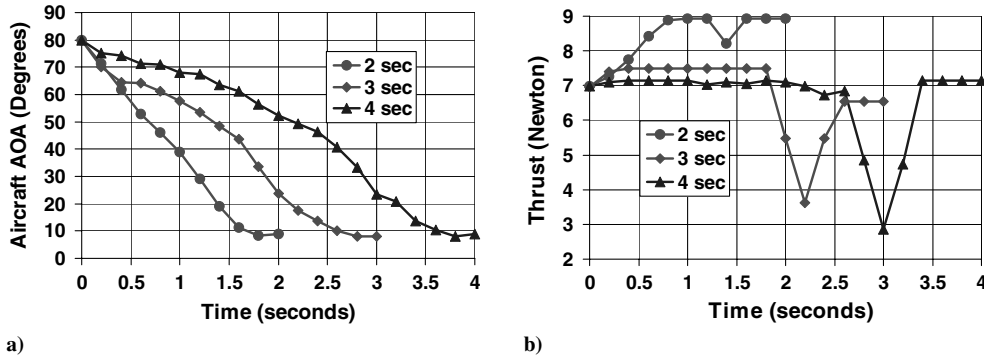 Aircraft AOA (Degrees)
90
80
70
60
50
40
30
20
10
0
2 sec
3 sec
4 sec
0 0.5 1 1.5 2 2.5 3 3.5 4
Time (seconds)
a)
Thrust (Newton)
9
8
7
6
5
4
3
2
2 sec
3 sec
4 sec
0 0.5 1 1.5 2 2.5 3 3.5 4
Time (seconds)
b)